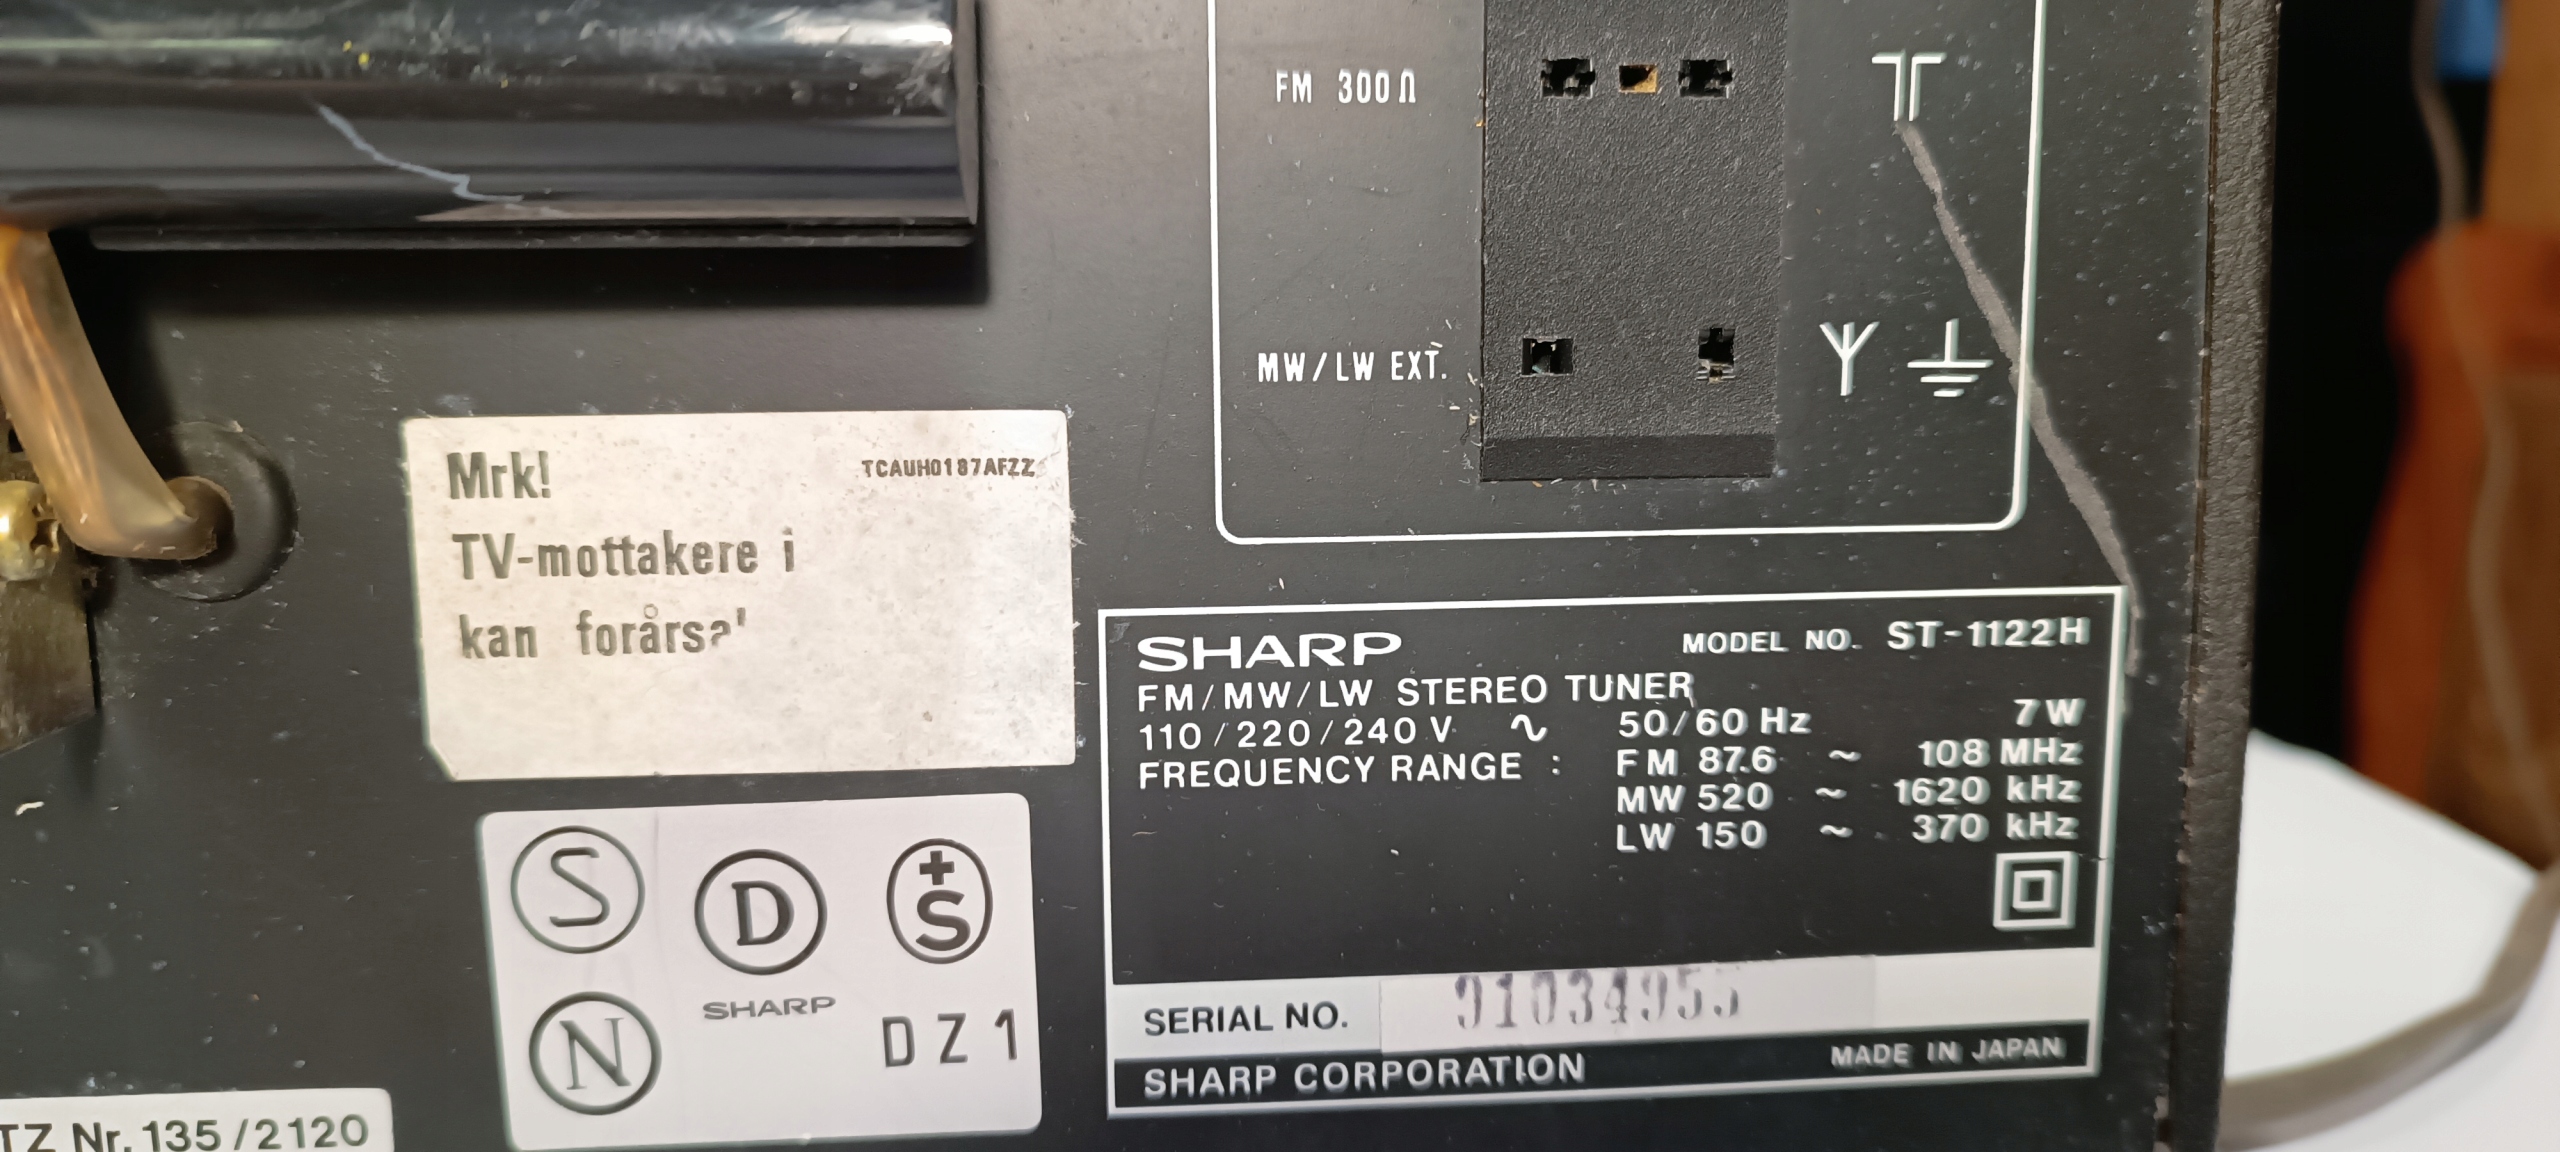 FM 300Ω
MW/LW EXT.
Mrk!
TCAUH0187AFZZ
TV-mottakere i
kan
SHARP
MODEL NO. ST-1122H
FM/MW/LW STEREO TUNER
110/220/240 V ∿ 50/60 Hz 7W
FREQUENCY RANGE : FM 87.6 ~ 108 MHz
MW 520 ~ 1620 kHz
LW 150 ~ 370 kHz
SERIAL NO. 91034955
SHARP CORPORATION
MADE IN JAPAN
S
D
+S
SHARP
N
DZ1
TZ Nr. 135/2120